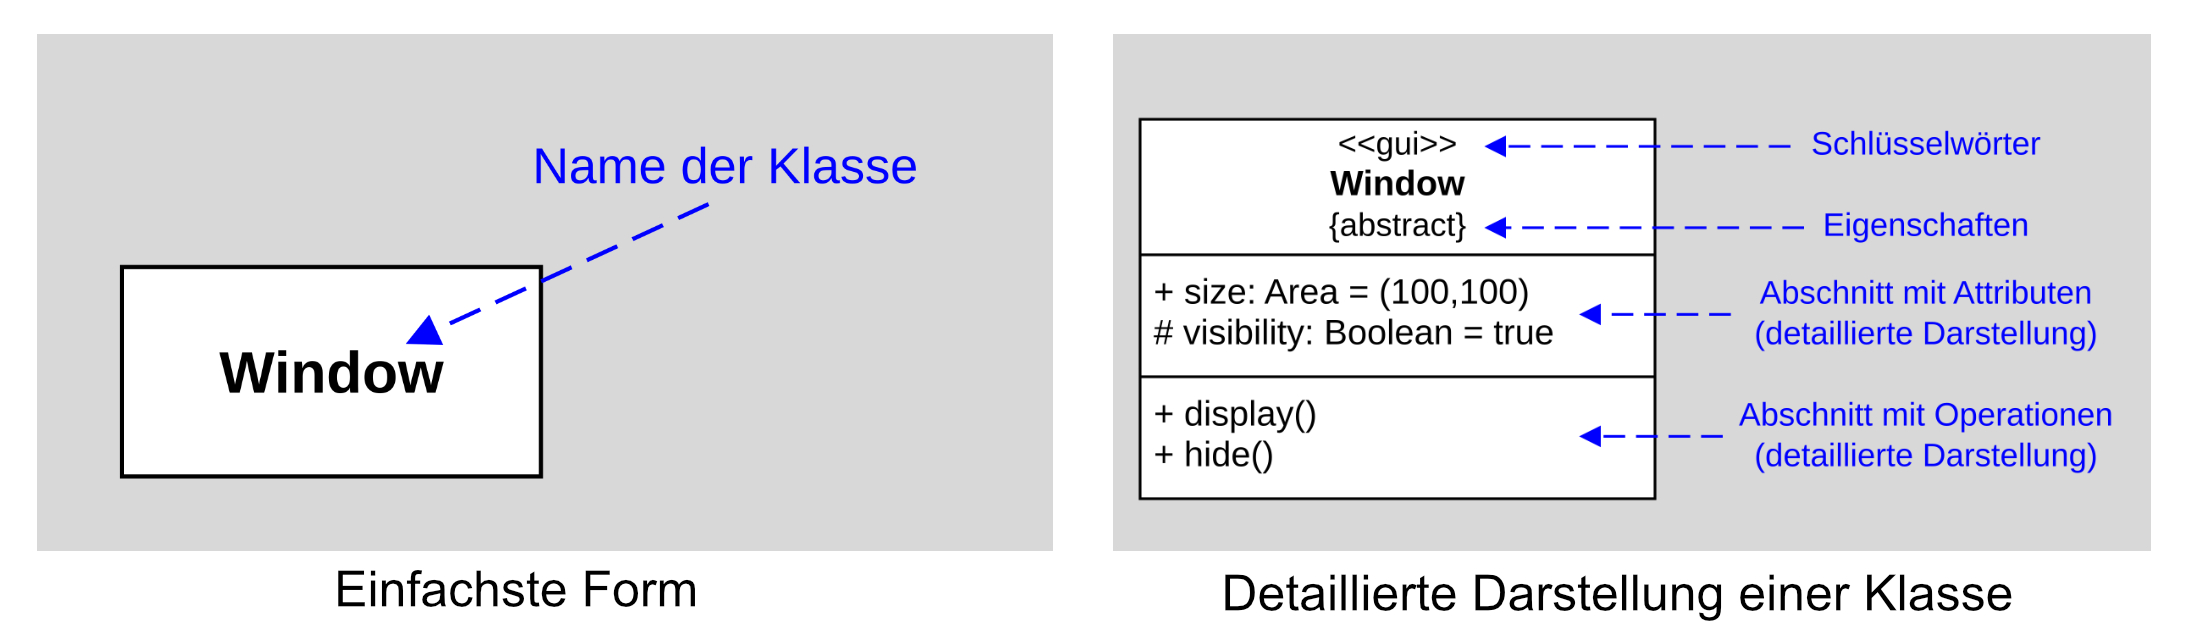 Name der Klasse
Window
Einfachste Form
<<gui>>
Schlüsselwörter
Window
{abstract}
Eigenschaften
+ size: Area = (100,100)
# visibility: Boolean = true
Abschnitt mit Attributen
(detaillierte Darstellung)
+ display()
+ hide()
Abschnitt mit Operationen
(detaillierte Darstellung)
Detaillierte Darstellung einer Klasse